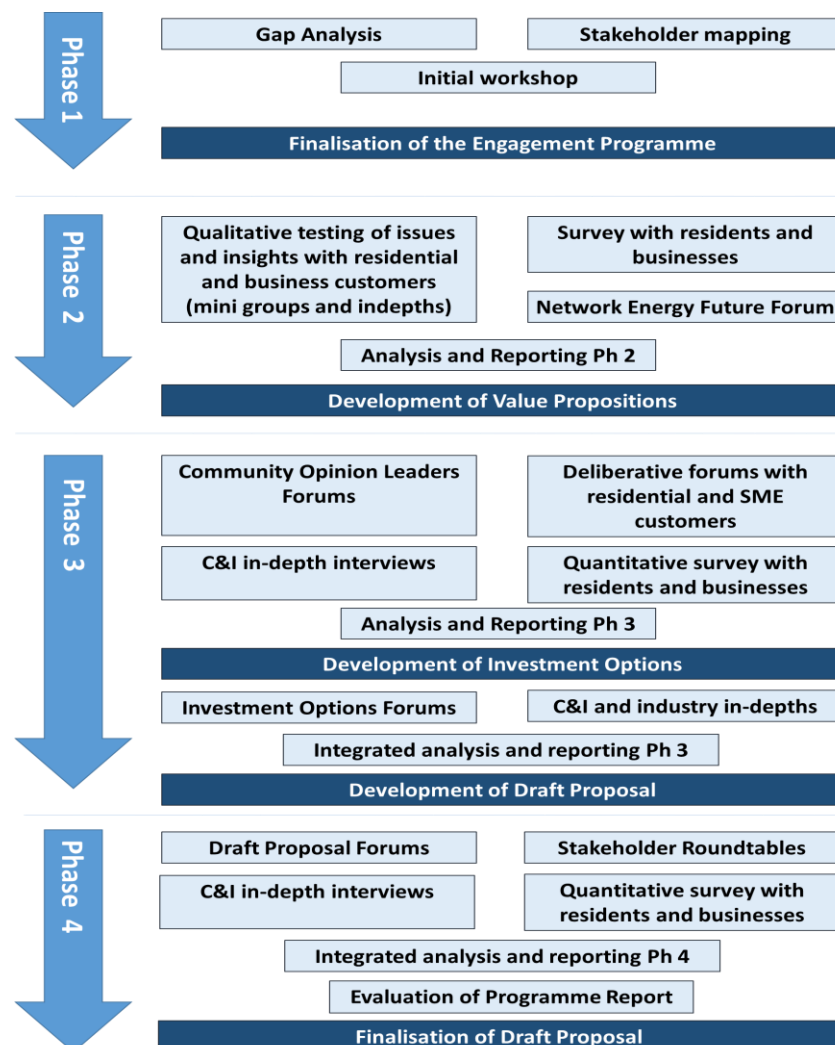 Phase 1
Gap Analysis
Stakeholder mapping
Initial workshop
Finalisation of the Engagement Programme
Phase 2
Qualitative testing of issues
and insights with residential
and business customers
(mini groups and indepths)
Survey with residents and
businesses
Network Energy Future Forum
Analysis and Reporting Ph 2
Development of Value Propositions
Phase 3
Community Opinion Leaders
Forums
Deliberative forums with
residential and SME
customers
C&I in-depth interviews
Quantitative survey with
residents and businesses
Analysis and Reporting Ph 3
Development of Investment Options
Investment Options Forums
C&I and industry in-depths
Integrated analysis and reporting Ph 3
Development of Draft Proposal
Phase 4
Draft Proposal Forums
Stakeholder Roundtables
C&I in-depth interviews
Quantitative survey with
residents and businesses
Integrated analysis and reporting Ph 4
Evaluation of Programme Report
Finalisation of Draft Proposal